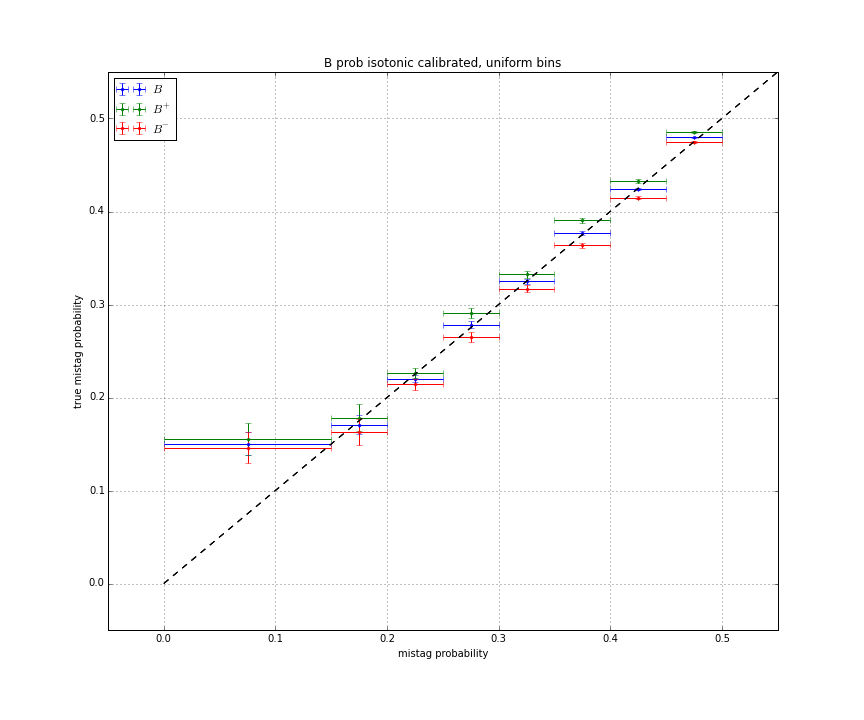 B prob isotonic calibrated, uniform bins
B
B⁺
B⁻
0.5
0.4
0.3
0.2
0.1
0.0
true mistag probability
0.0 0.1 0.2 0.3 0.4 0.5
mistag probability